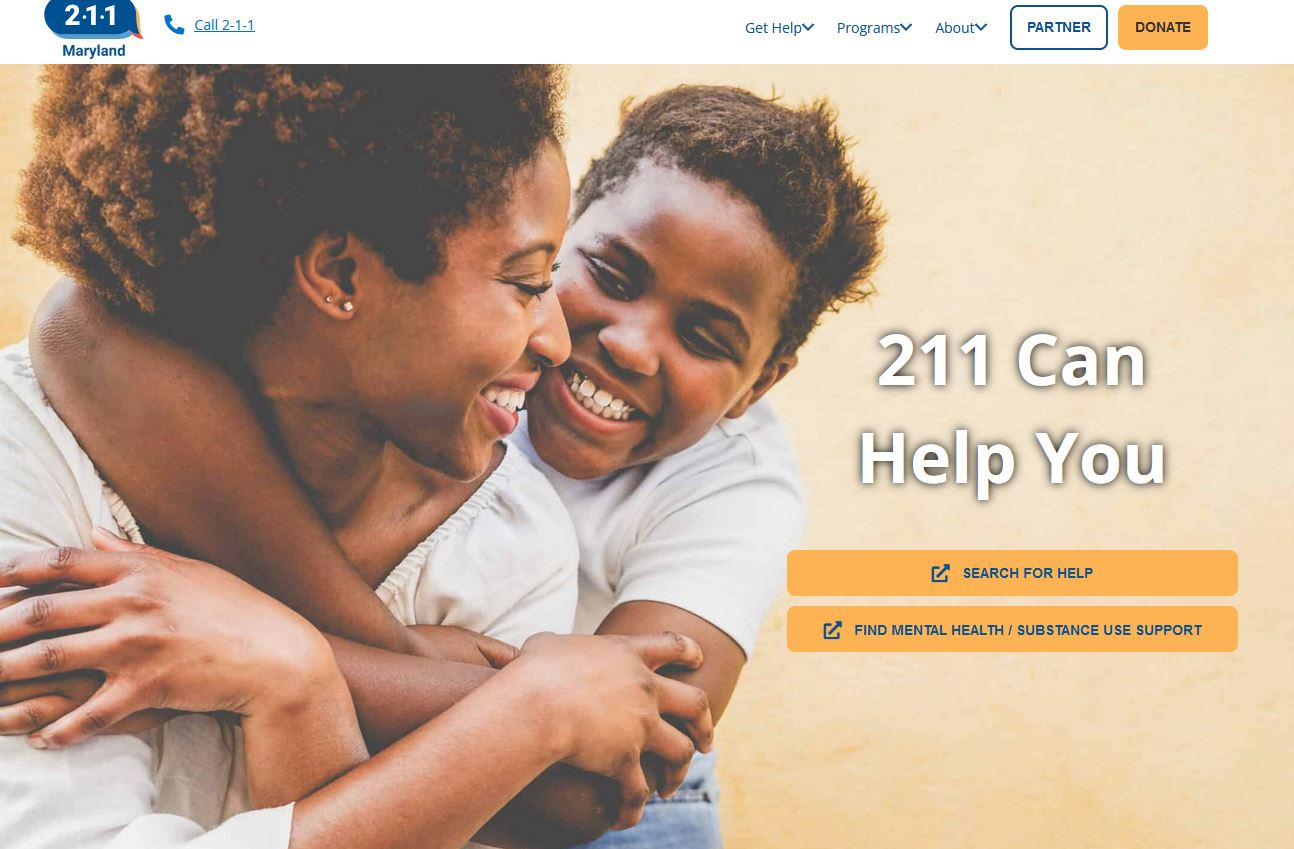 2·1·1
Maryland
Call 2-1-1
Get Help
Programs
About
PARTNER
DONATE
211 Can
Help You
SEARCH FOR HELP
FIND MENTAL HEALTH / SUBSTANCE USE SUPPORT